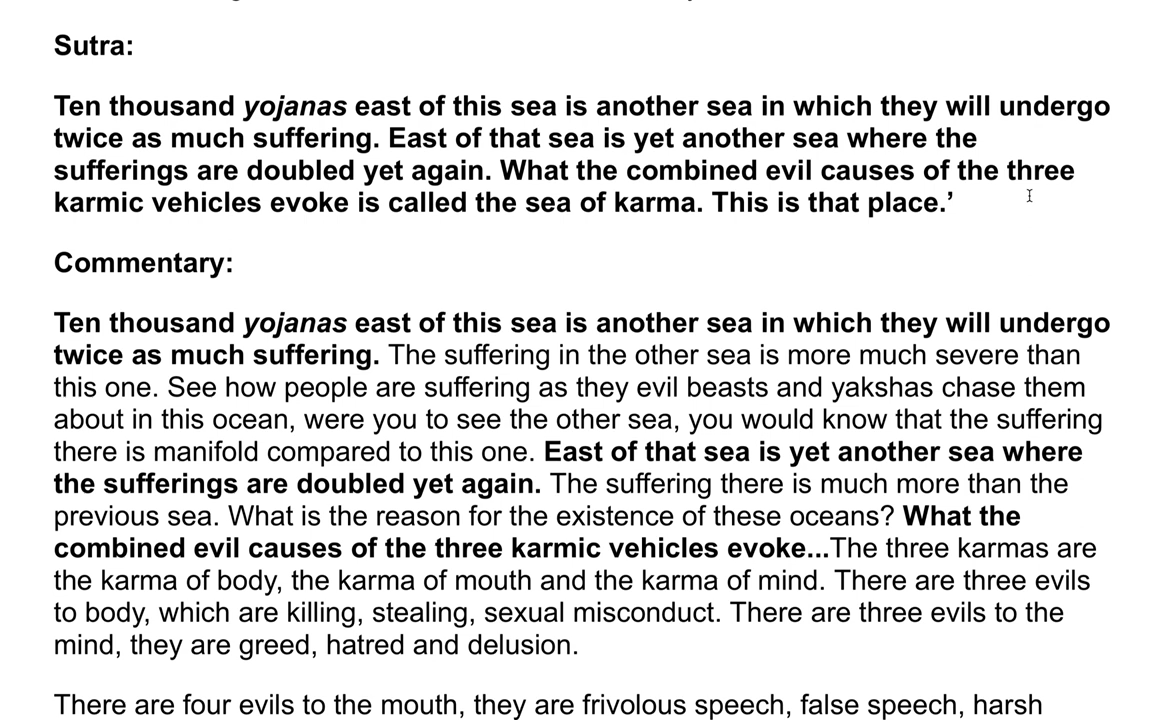 Sutra:
Ten thousand yojanas east of this sea is another sea in which they will undergo
twice as much suffering. East of that sea is yet another sea where the
sufferings are doubled yet again. What the combined evil causes of the three
karmic vehicles evoke is called the sea of karma. This is that place.’
Commentary:
Ten thousand yojanas east of this sea is another sea in which they will undergo
twice as much suffering. The suffering in the other sea is more much severe than
this one. See how people are suffering as they evil beasts and yakshas chase them
about in this ocean, were you to see the other sea, you would know that the suffering
there is manifold compared to this one. East of that sea is yet another sea where
the sufferings are doubled yet again. The suffering there is much more than the
previous sea. What is the reason for the existence of these oceans? What the
combined evil causes of the three karmic vehicles evoke...The three karmas are
the karma of body, the karma of mouth and the karma of mind. There are three evils
to body, which are killing, stealing, sexual misconduct. There are three evils to the
mind, they are greed, hatred and delusion.
There are four evils to the mouth, they are frivolous speech, false speech, harsh